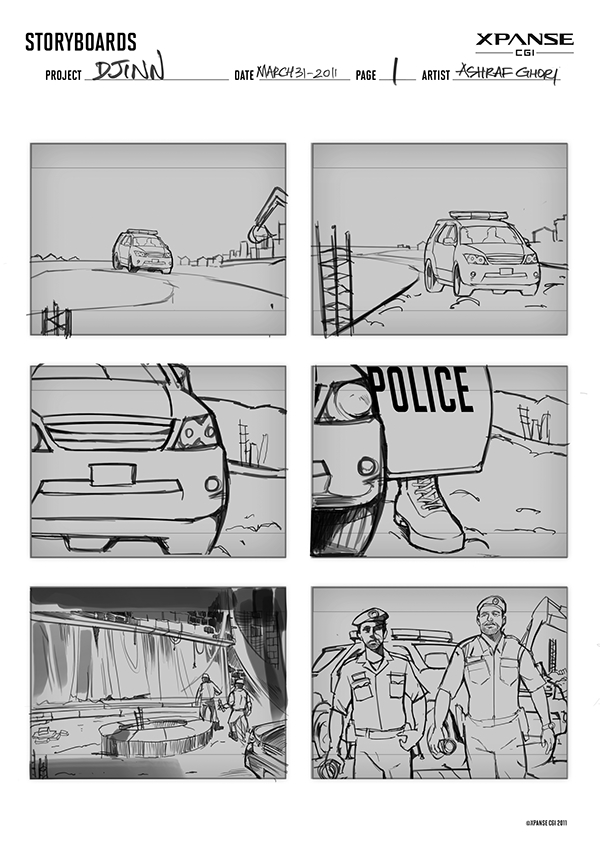 STORYBOARDS
XPANSE
CGI
PROJECT DJINN DATE MARCH 31-2011 PAGE 1 ARTIST ASHRAF GHORI
POLICE
©XPANSE CGI 2011